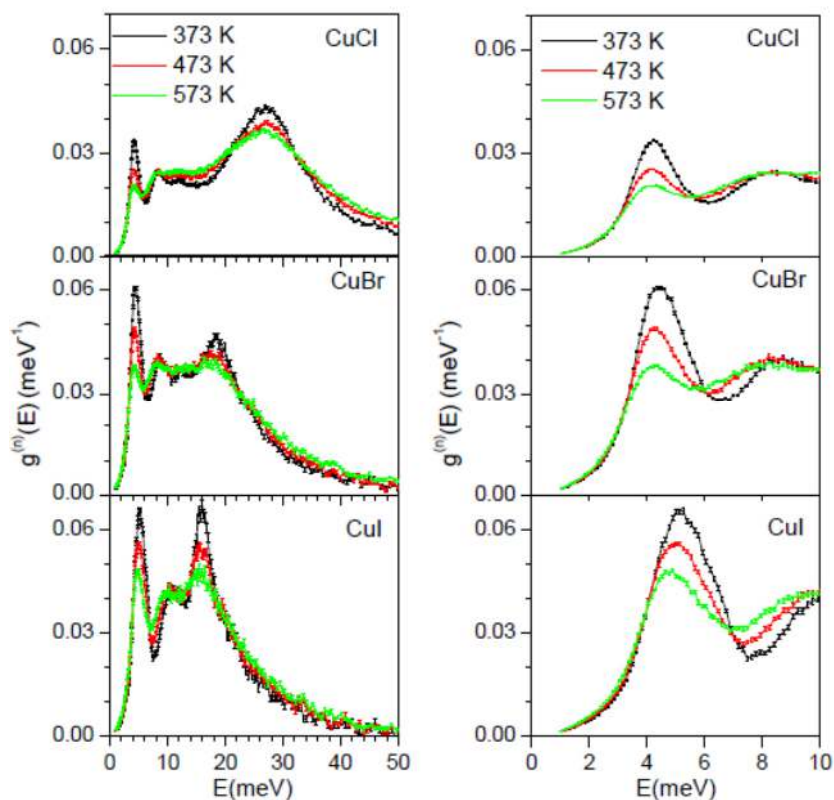 0.06
373 K
CuCl
473 K
573 K
0.03
0.00
0.06
CuBr
0.03
0.00
0.06
CuI
0.03
0.00
0 10 20 30 40 50
E(meV)
g⁽ⁿ⁾(E) (meV⁻¹)
0.06
373 K
CuCl
473 K
573 K
0.03
0.00
0.06
CuBr
0.03
0.00
0.06
CuI
0.03
0.00
0 2 4 6 8 10
E(meV)
g⁽ⁿ⁾(E) (meV⁻¹)